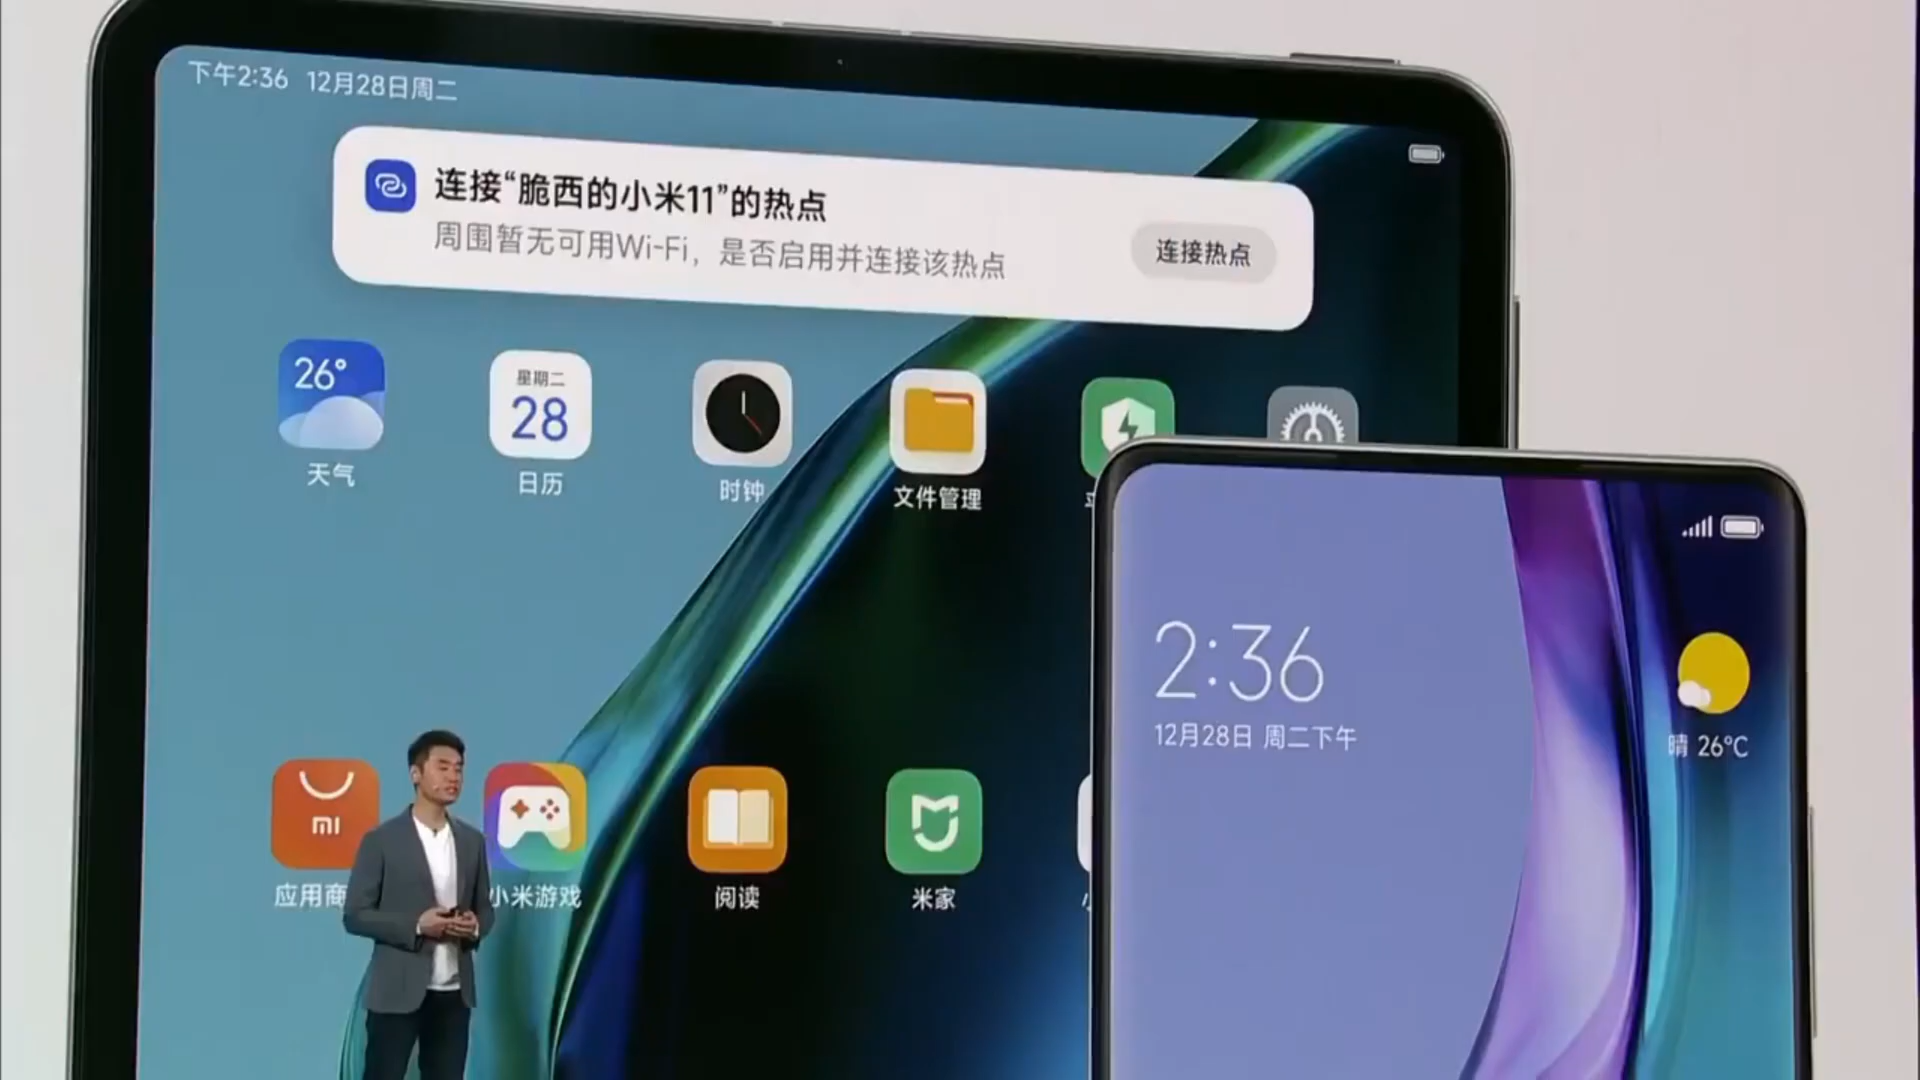 下午2:36 12月28日周二
连接“脆西的小米11”的热点
周围暂无可用Wi-Fi，是否启用并连接该热点
连接热点
26°
星期二
28
天气
日历
时钟
文件管理
2:36
12月28日 周二下午
晴 26°C
mi
应用商
小米游戏
阅读
米家